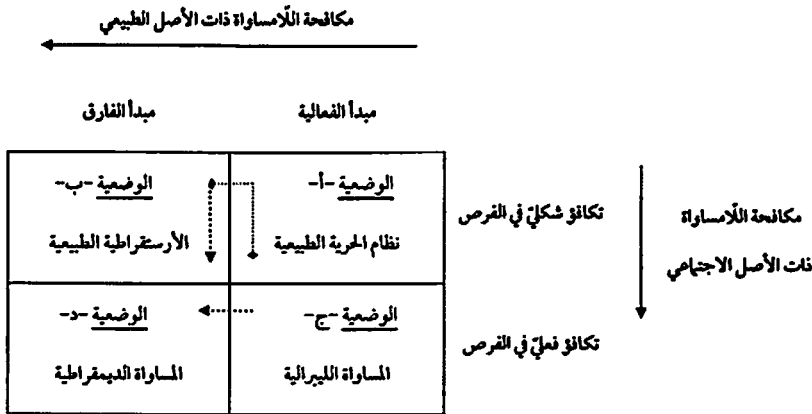 مكافحة اللّامساواة ذات الأصل الطبيعي
مبدأ الفعالية
مبدأ الفارق
الوضعية -أ-
نظام الحرية الطبيعية
الوضعية -ب-
الأرستقراطية الطبيعية
تكافؤ شكليّ في الفرص
مكافحة اللّامساواة
ذات الأصل الاجتماعي
الوضعية -ج-
المساواة الليبرالية
الوضعية -د-
المساواة الديمقراطية
تكافؤ فعليّ في الفرص